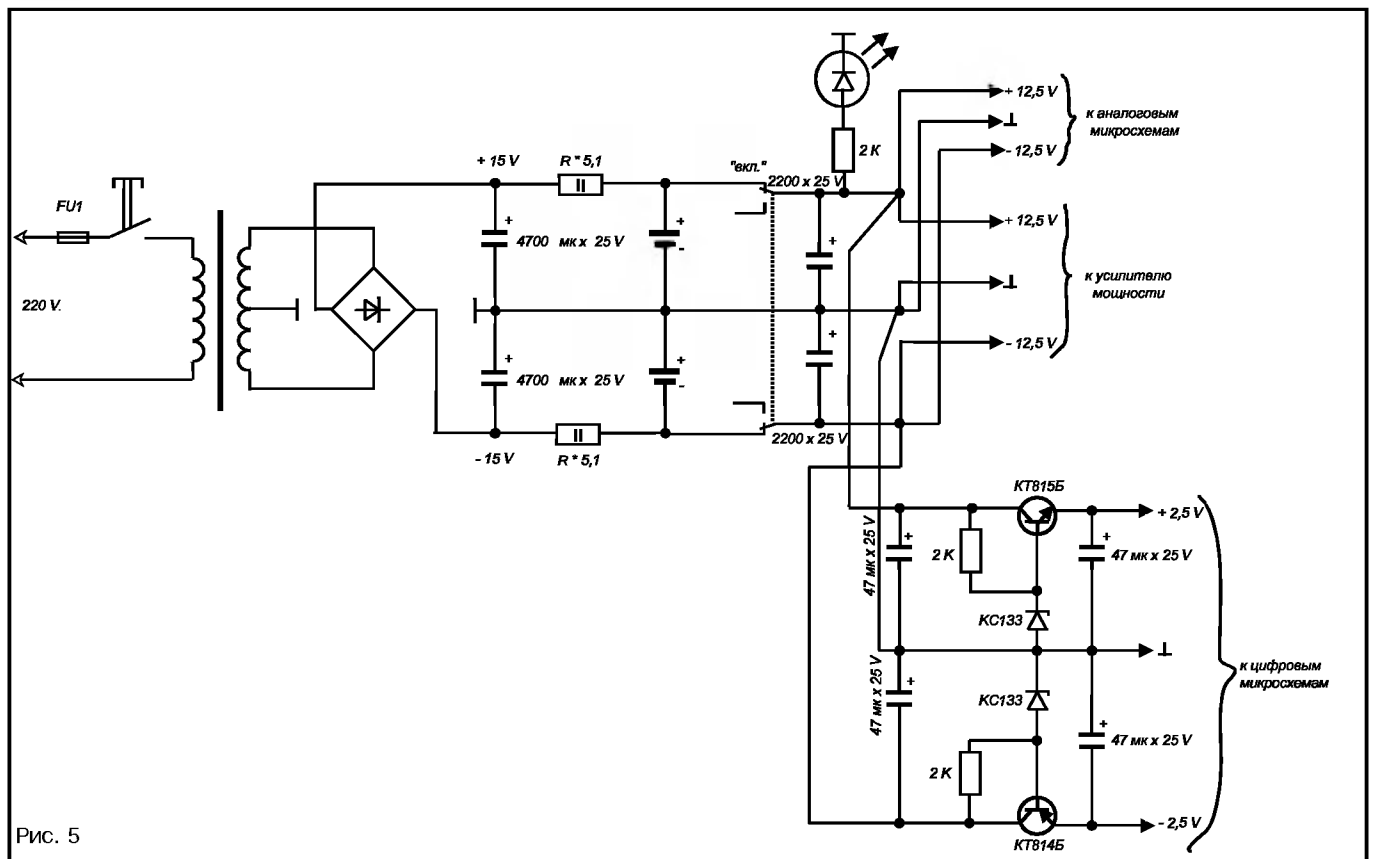 FU1
220 V.
+ 15 V
R * 5,1
4700 мк x 25 V
4700 мк x 25 V
- 15 V
R * 5,1
"вкл."
2200 x 25 V
2200 x 25 V
2 K
+ 12,5 V
- 12,5 V
к аналоговым
микросхемам
+ 12,5 V
- 12,5 V
к усилителю
мощности
КТ815Б
47 мк x 25 V
2 K
КС133
+ 2,5 V
47 мк x 25 V
47 мк x 25 V
КС133
2 K
47 мк x 25 V
КТ814Б
- 2,5 V
к цифровым
микросхемам
Рис. 5